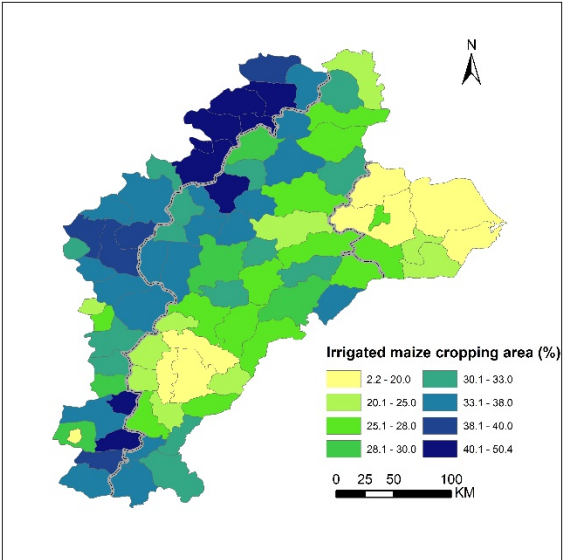 N
Irrigated maize cropping area (%)
2.2 - 20.0 30.1 - 33.0
20.1 - 25.0 33.1 - 38.0
25.1 - 28.0 38.1 - 40.0
28.1 - 30.0 40.1 - 50.4
0 25 50 100
KM